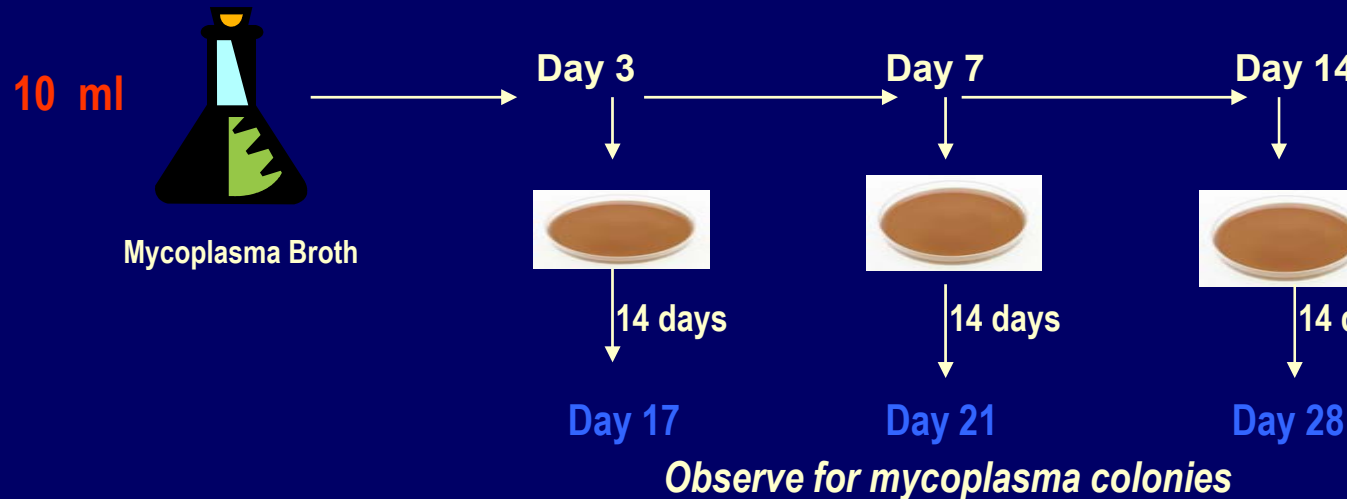 10 ml
Day 3
Day 7
Day 14
Mycoplasma Broth
14 days
14 days
14
Day 17
Day 21
Day 28
Observe for mycoplasma colonies